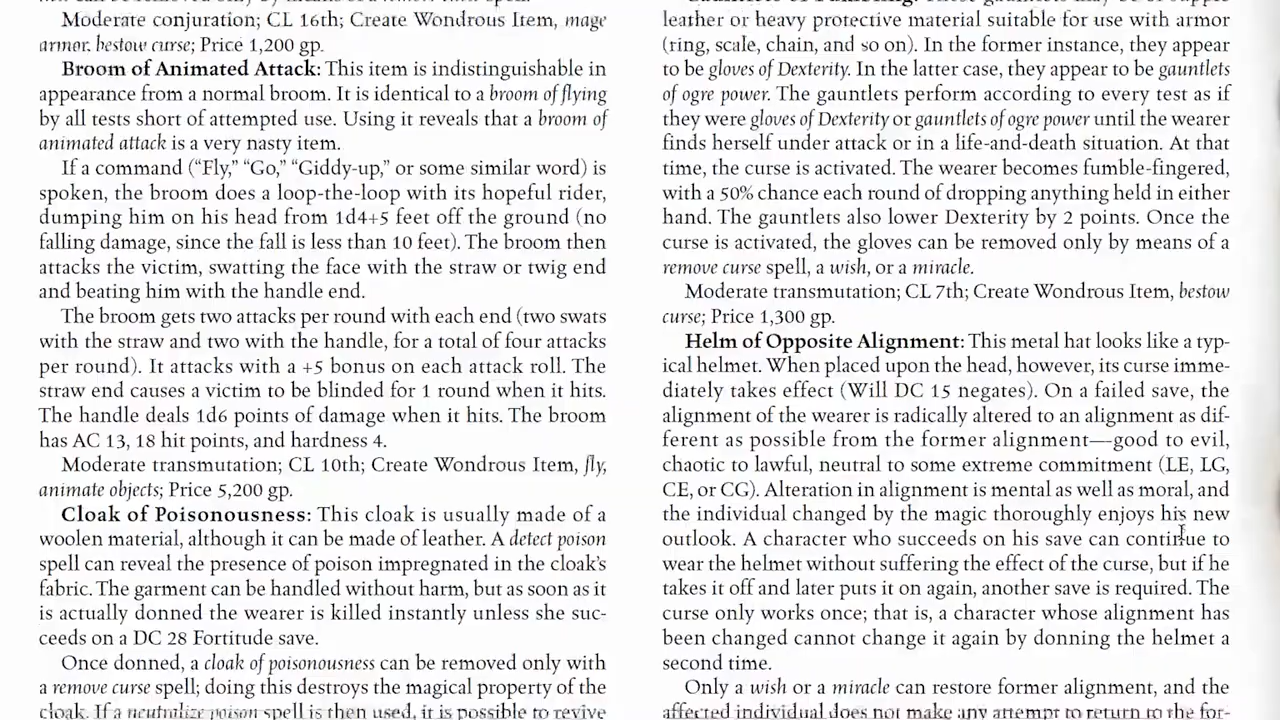 Moderate conjuration; CL 16th; Create Wondrous Item, mage
armor, bestow curse; Price 1,200 gp.
Broom of Animated Attack: This item is indistinguishable in
appearance from a normal broom. It is identical to a broom of flying
by all tests short of attempted use. Using it reveals that a broom of
animated attack is a very nasty item.
If a command (“Fly,” “Go,” “Giddy-up,” or some similar word) is
spoken, the broom does a loop-the-loop with its hopeful rider,
dumping him on his head from 1d4+5 feet off the ground (no
falling damage, since the fall is less than 10 feet). The broom then
attacks the victim, swatting the face with the straw or twig end
and beating him with the handle end.
The broom gets two attacks per round with each end (two swats
with the straw and two with the handle, for a total of four attacks
per round). It attacks with a +5 bonus on each attack roll. The
straw end causes a victim to be blinded for 1 round when it hits.
The handle deals 1d6 points of damage when it hits. The broom
has AC 13, 18 hit points, and hardness 4.
Moderate transmutation; CL 10th; Create Wondrous Item, fly,
animate objects; Price 5,200 gp.
Cloak of Poisonousness: This cloak is usually made of a
woolen material, although it can be made of leather. A detect poison
spell can reveal the presence of poison impregnated in the cloak’s
fabric. The garment can be handled without harm, but as soon as it
is actually donned the wearer is killed instantly unless she suc-
ceeds on a DC 28 Fortitude save.
Once donned, a cloak of poisonousness can be removed only with
a remove curse spell; doing this destroys the magical property of the
cloak. If a neutralize poison spell is then used, it is possible to revive
leather or heavy protective material suitable for use with armor
(ring, scale, chain, and so on). In the former instance, they appear
to be gloves of Dexterity. In the latter case, they appear to be gauntlets
of ogre power. The gauntlets perform according to every test as if
they were gloves of Dexterity or gauntlets of ogre power until the wearer
finds herself under attack or in a life-and-death situation. At that
time, the curse is activated. The wearer becomes fumble-fingered,
with a 50% chance each round of dropping anything held in either
hand. The gauntlets also lower Dexterity by 2 points. Once the
curse is activated, the gloves can be removed only by means of a
remove curse spell, a wish, or a miracle.
Moderate transmutation; CL 7th; Create Wondrous Item, bestow
curse; Price 1,300 gp.
Helm of Opposite Alignment: This metal hat looks like a typ-
ical helmet. When placed upon the head, however, its curse imme-
diately takes effect (Will DC 15 negates). On a failed save, the
alignment of the wearer is radically altered to an alignment as dif-
ferent as possible from the former alignment—good to evil,
chaotic to lawful, neutral to some extreme commitment (LE, LG,
CE, or CG). Alteration in alignment is mental as well as moral, and
the individual changed by the magic thoroughly enjoys his new
outlook. A character who succeeds on his save can continue to
wear the helmet without suffering the effect of the curse, but if he
takes it off and later puts it on again, another save is required. The
curse only works once; that is, a character whose alignment has
been changed cannot change it again by donning the helmet a
second time.
Only a wish or a miracle can restore former alignment, and the
affected individual does not make any attempt to return to the for-